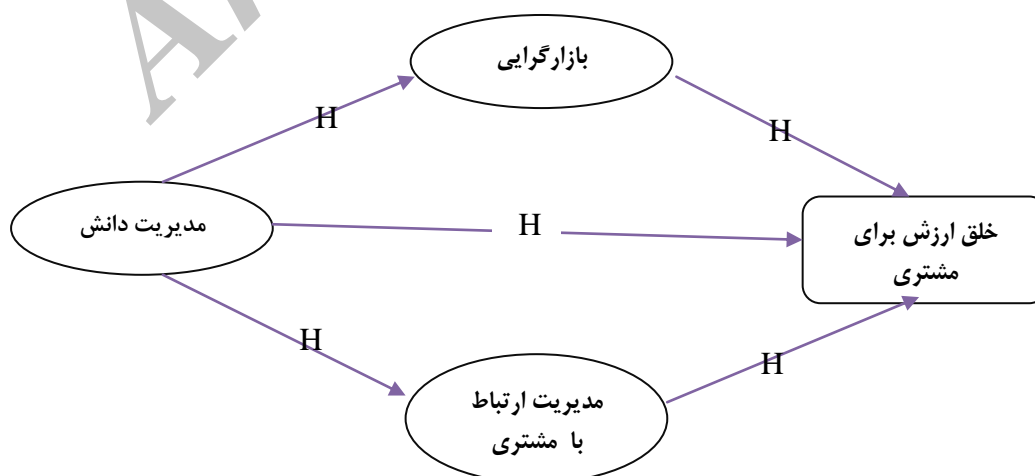 بازارگرایی
H
H
مدیریت دانش
H
خلق ارزش برای
مشتری
H
H
مدیریت ارتباط
با مشتری